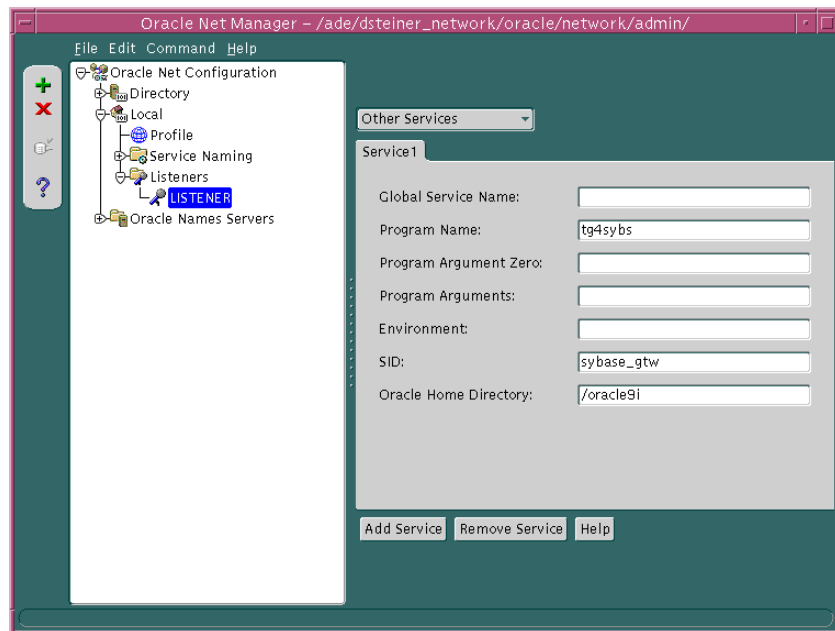 Oracle Net Manager – /ade/dsteiner_network/oracle/network/admin/
File Edit Command Help
Oracle Net Configuration
Directory
Local
Profile
Service Naming
Listeners
LISTENER
Oracle Names Servers
Other Services
Service1
Global Service Name:
Program Name: tg4sybs
Program Argument Zero:
Program Arguments:
Environment:
SID: sybase_gtw
Oracle Home Directory: /oracle9i
Add Service Remove Service Help